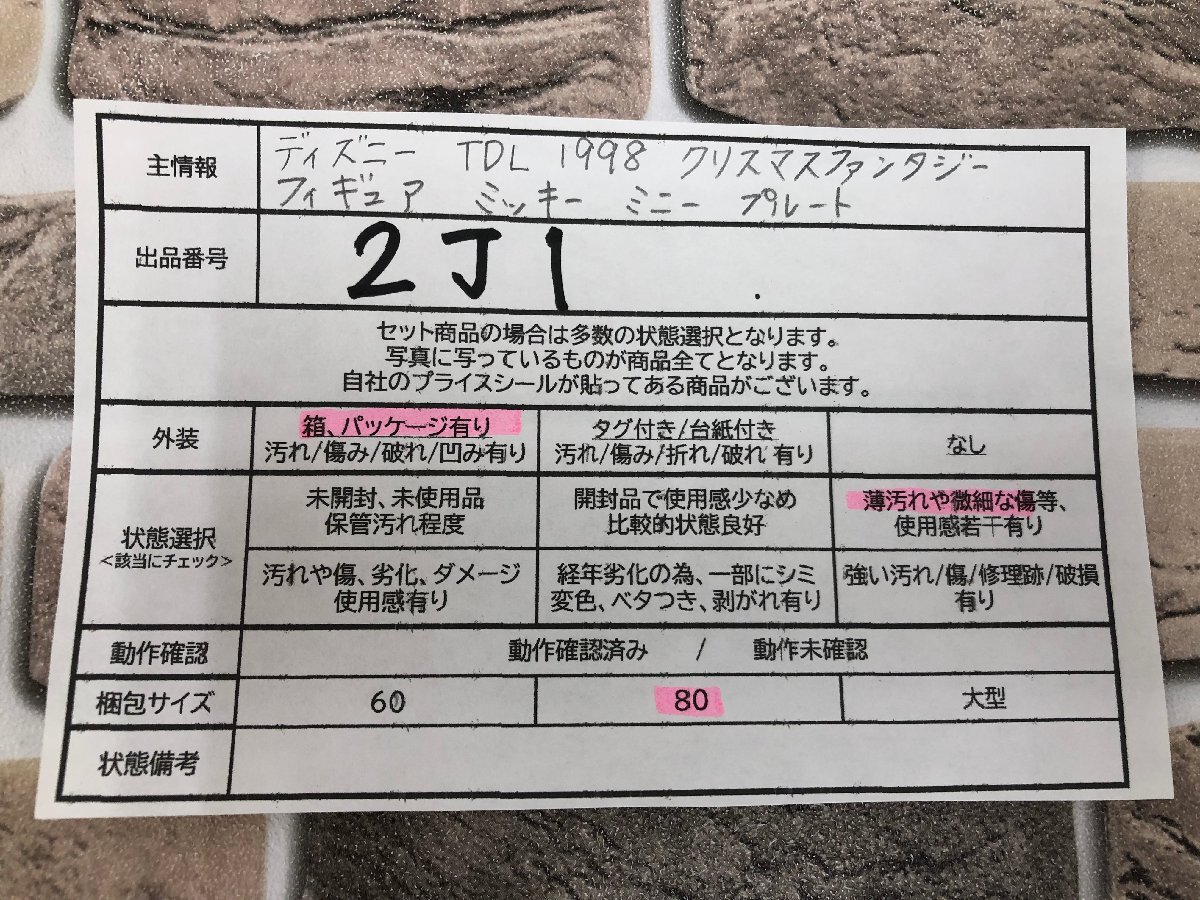 主情報
ディズニー TDL 1998 クリスマスファンタジー
フィギュア ミッキー ミニー プレート
出品番号
2J1
セット商品の場合は多数の状態選択となります。
写真に写っているものが商品全てとなります。
自社のプライスシールが貼ってある商品がございます。
外装
箱、パッケージ有り
汚れ/傷み/破れ/凹み有り
タグ付き/台紙付き
汚れ/傷み/折れ/破れ 有り
なし
状態選択
<該当にチェック>
未開封、未使用品
保管汚れ程度
開封品で使用感少なめ
比較的状態良好
薄汚れや微細な傷等、
使用感若干有り
汚れや傷、劣化、ダメージ
使用感有り
経年劣化の為、一部にシミ
変色、ベタつき、剥がれ有り
強い汚れ/傷/修理跡/破損
有り
動作確認
動作確認済み / 動作未確認
梱包サイズ
60
80
大型
状態備考